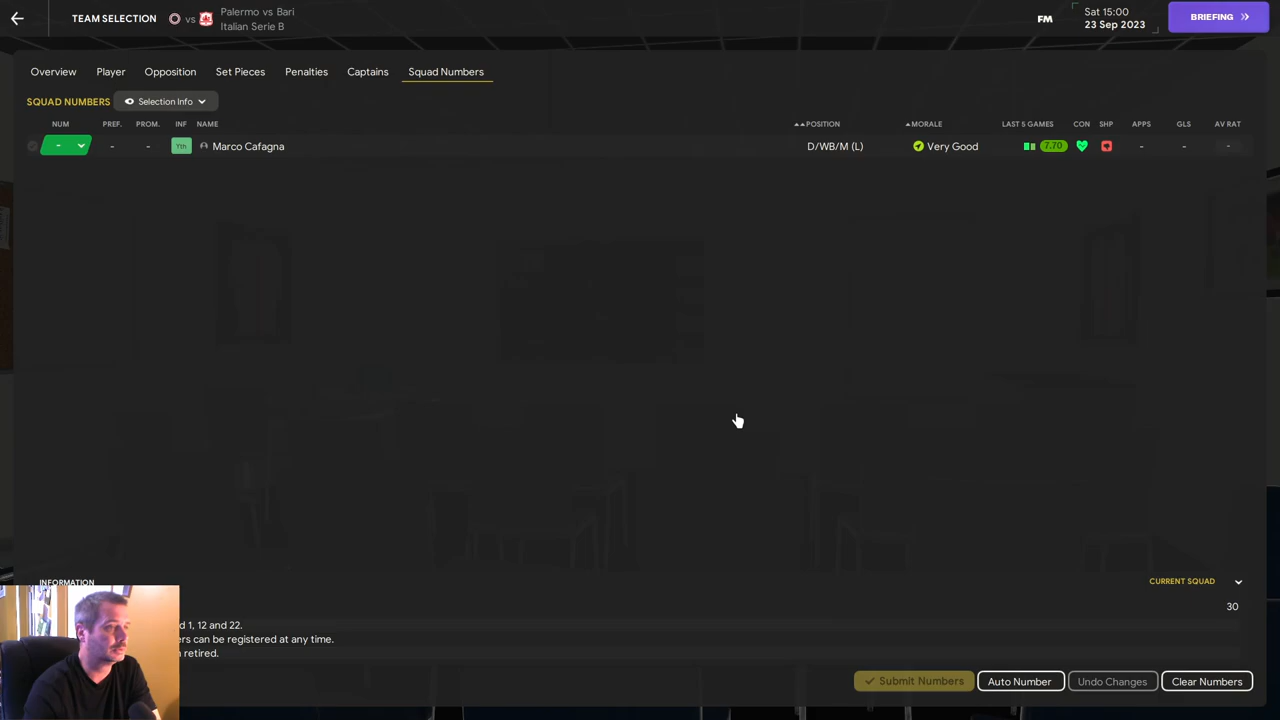 TEAM SELECTION
vs
Palermo vs Bari
Italian Serie B
FM
Sat 15:00
23 Sep 2023
BRIEFING
Overview
Player
Opposition
Set Pieces
Penalties
Captains
Squad Numbers
SQUAD NUMBERS
Selection Info
NUM PREF. PROM. INF NAME POSITION MORALE LAST 5 GAMES CON SHP APPS GLS AV RAT
- - - Yth Marco Cafagna D/WB/M (L) Very Good 7.70 - - -
INFORMATION
CURRENT SQUAD
30
d 1, 12 and 22.
ers can be registered at any time.
retired.
Submit Numbers
Auto Number
Undo Changes
Clear Numbers